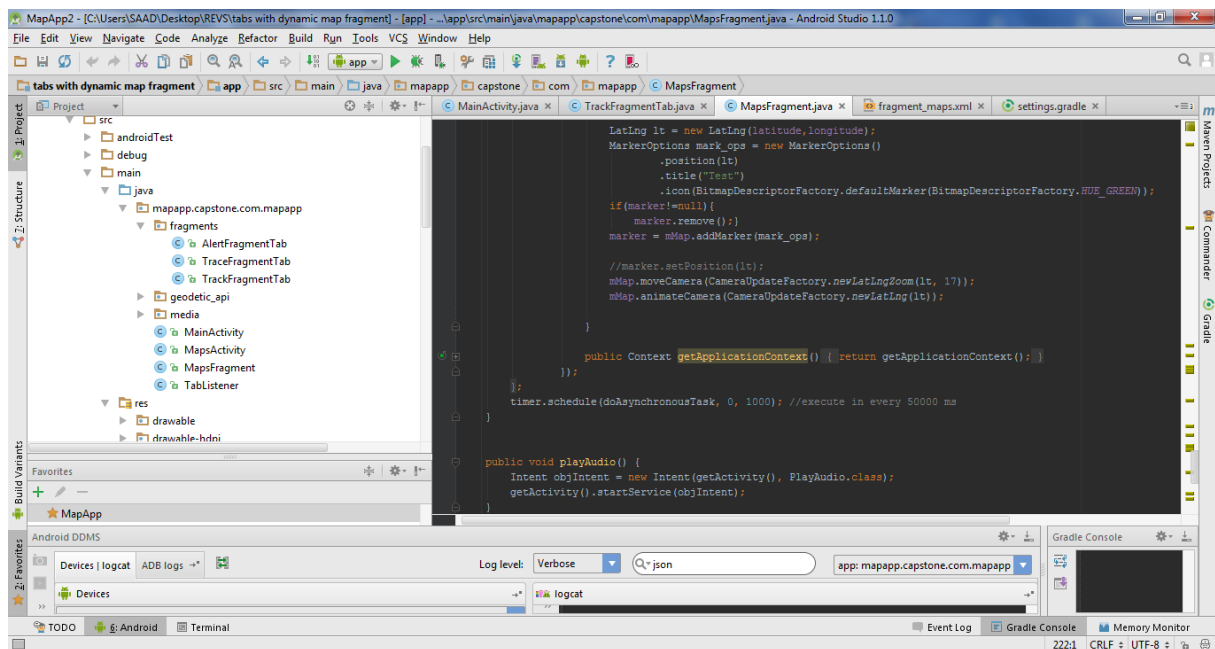 MapApp2 - [C:\Users\SAAD\Desktop\REVS\tabs with dynamic map fragment] - [app] - ...\app\src\main\java\mapapp\capstone\com\mapapp\MapsFragment.java - Android Studio 1.1.0
File Edit View Navigate Code Analyze Refactor Build Run Tools VCS Window Help
app
tabs with dynamic map fragment app src main java mapapp capstone com mapapp MapsFragment
1: Project
Structure
Build Variants
2: Favorites
Project
src
androidTest
debug
main
java
mapapp.capstone.com.mapapp
fragments
AlertFragmentTab
TraceFragmentTab
TrackFragmentTab
geodetic_api
media
MainActivity
MapsActivity
MapsFragment
TabListener
res
drawable
drawable-hdpi
Favorites
MapApp
MainActivity.java × TrackFragmentTab.java × MapsFragment.java × fragment_maps.xml × settings.gradle ×
LatLng lt = new LatLng(latitude,longitude);
MarkerOptions mark_ops = new MarkerOptions()
.position(lt)
.title("Test")
.icon(BitmapDescriptorFactory.defaultMarker(BitmapDescriptorFactory.HUE_GREEN));
if(marker!=null){
marker.remove();}
marker = mMap.addMarker(mark_ops);
//marker.setPosition(lt);
mMap.moveCamera(CameraUpdateFactory.newLatLngZoom(lt, 17));
mMap.animateCamera(CameraUpdateFactory.newLatLng(lt));
}
public Context getApplicationContext() { return getApplicationContext(); }
});
};
timer.schedule(doAsynchronousTask, 0, 1000); //execute in every 50000 ms
}
public void playAudio() {
Intent objIntent = new Intent(getActivity(), PlayAudio.class);
getActivity().startService(objIntent);
}
Maven Projects
Commander
Gradle
Android DDMS
Devices | logcat ADB logs Log level: Verbose json app: mapapp.capstone.com.mapapp
Devices logcat
Gradle Console
TODO 6: Android Terminal Event Log Gradle Console Memory Monitor
222:1 CRLF UTF-8